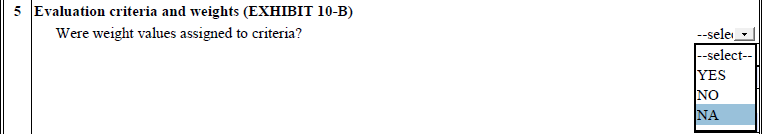 5 Evaluation criteria and weights (EXHIBIT 10-B)
Were weight values assigned to criteria? --sele
--select--
YES
NO
NA